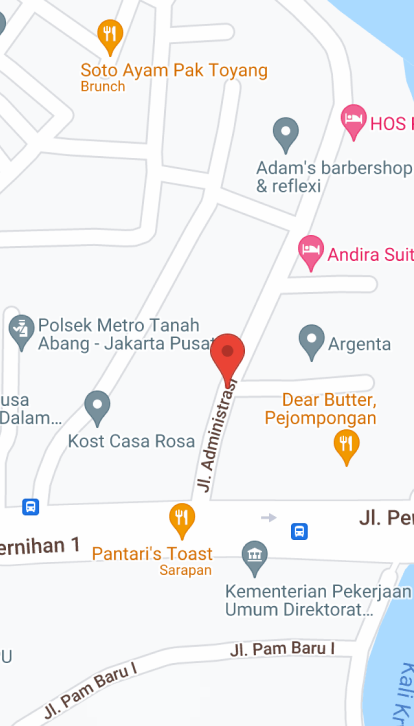 Soto Ayam Pak Toyang
Brunch
HOS
Adam's barbershop
& reflexi
Andira Suit
Polsek Metro Tanah
Abang - Jakarta Pusat
Argenta
usa
Dalam...
Dear Butter,
Pejompongan
Kost Casa Rosa
Jl. Administrasi
Jl. Per
ernihan 1
Pantari's Toast
Sarapan
Kementerian Pekerjaan
Umum Direktorat...
PU
Jl. Pam Baru I
Jl. Pam Baru I
Kali Kr